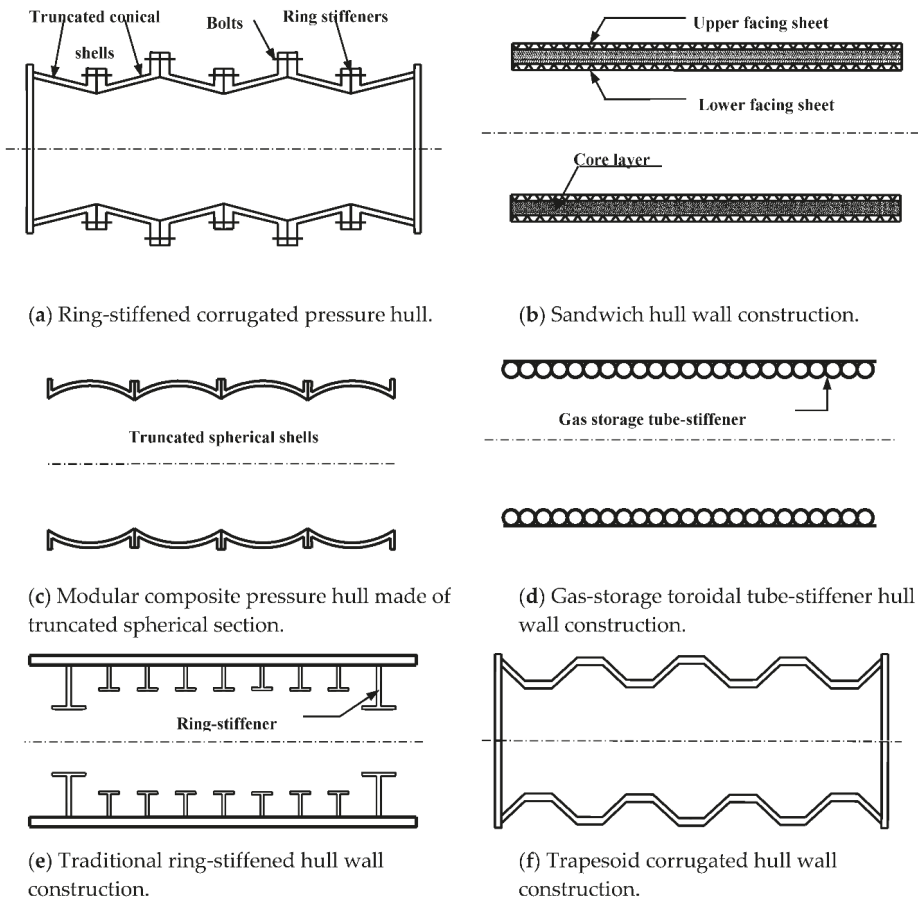 Truncated conical
shells
Bolts
Ring stiffeners
Upper facing sheet
Lower facing sheet
Core layer
(a) Ring-stiffened corrugated pressure hull.
(b) Sandwich hull wall construction.
Truncated spherical shells
Gas storage tube-stiffener
(c) Modular composite pressure hull made of
truncated spherical section.
(d) Gas-storage toroidal tube-stiffener hull
wall construction.
Ring-stiffener
(e) Traditional ring-stiffened hull wall
construction.
(f) Trapesoid corrugated hull wall
construction.